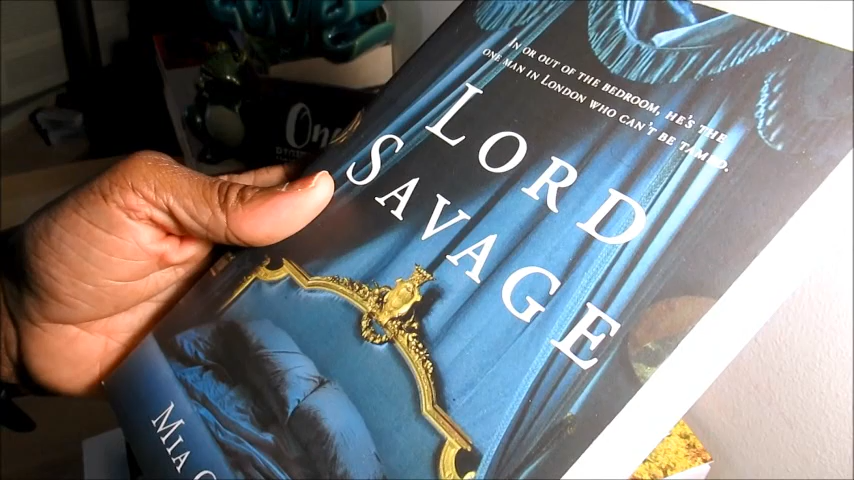 IN OR OUT OF THE BEDROOM, HE'S THE
ONE MAN IN LONDON WHO CAN'T BE TAMED.
LORD
SAVAGE
MIA